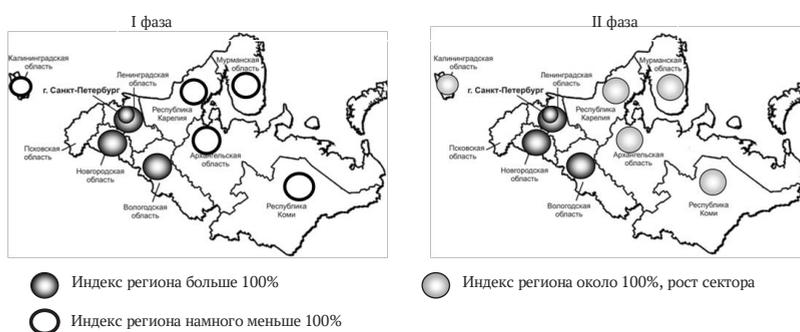 I фаза
Калининградская
область
г. Санкт-Петербург
Ленинградская
область
Мурманская
область
Республика
Карелия
Псковская
область
Новгородская
область
Архангельская
область
Вологодская
область
Республика
Коми
II фаза
Калининградская
область
г. Санкт-Петербург
Ленинградская
область
Мурманская
область
Республика
Карелия
Псковская
область
Новгородская
область
Архангельская
область
Вологодская
область
Республика
Коми
Индекс региона больше 100%
Индекс региона намного меньше 100%
Индекс региона около 100%, рост сектора